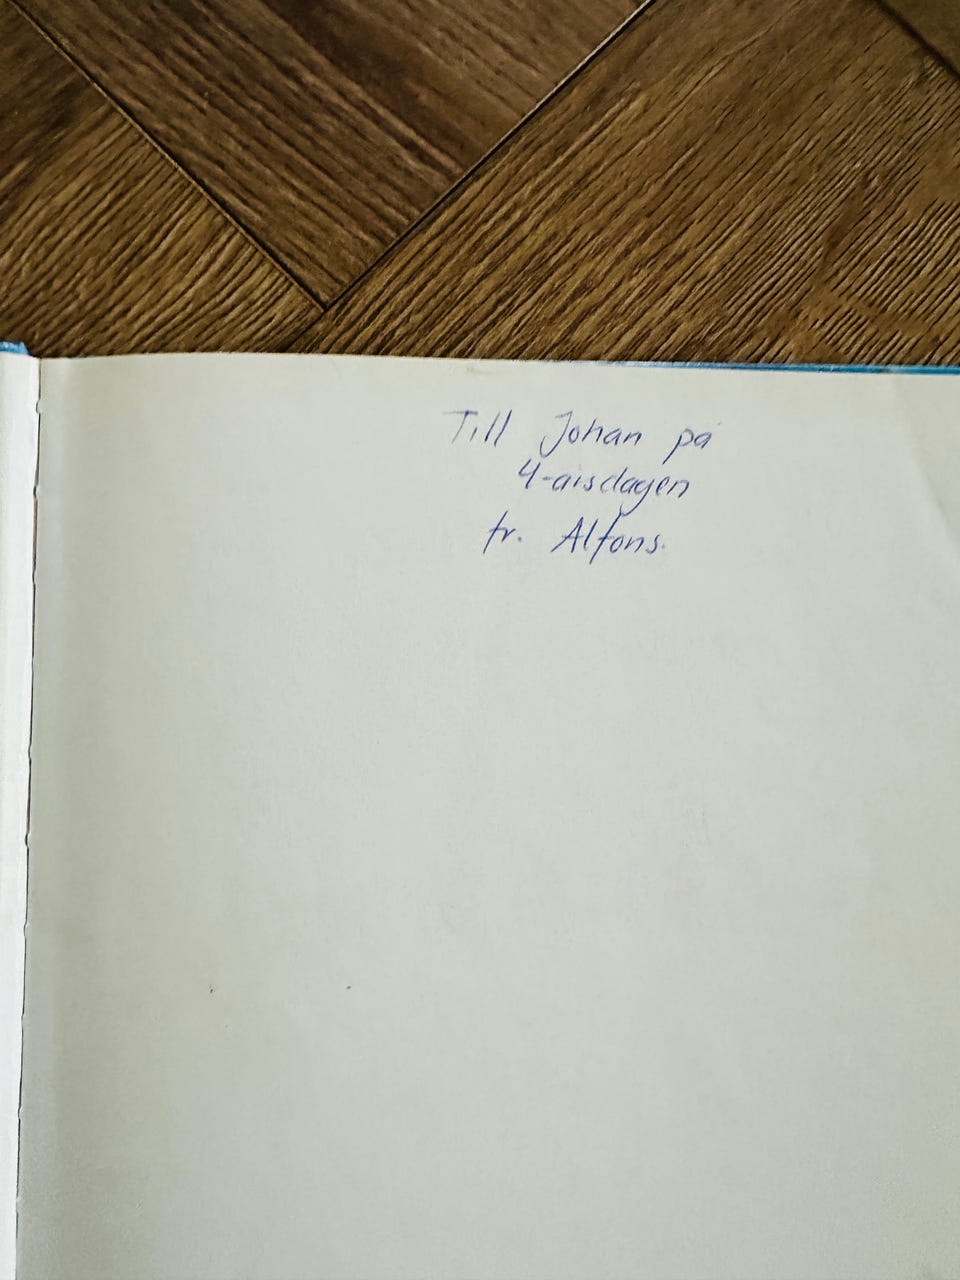 Till Johan på
4-årsdagen
fr. Alfons.